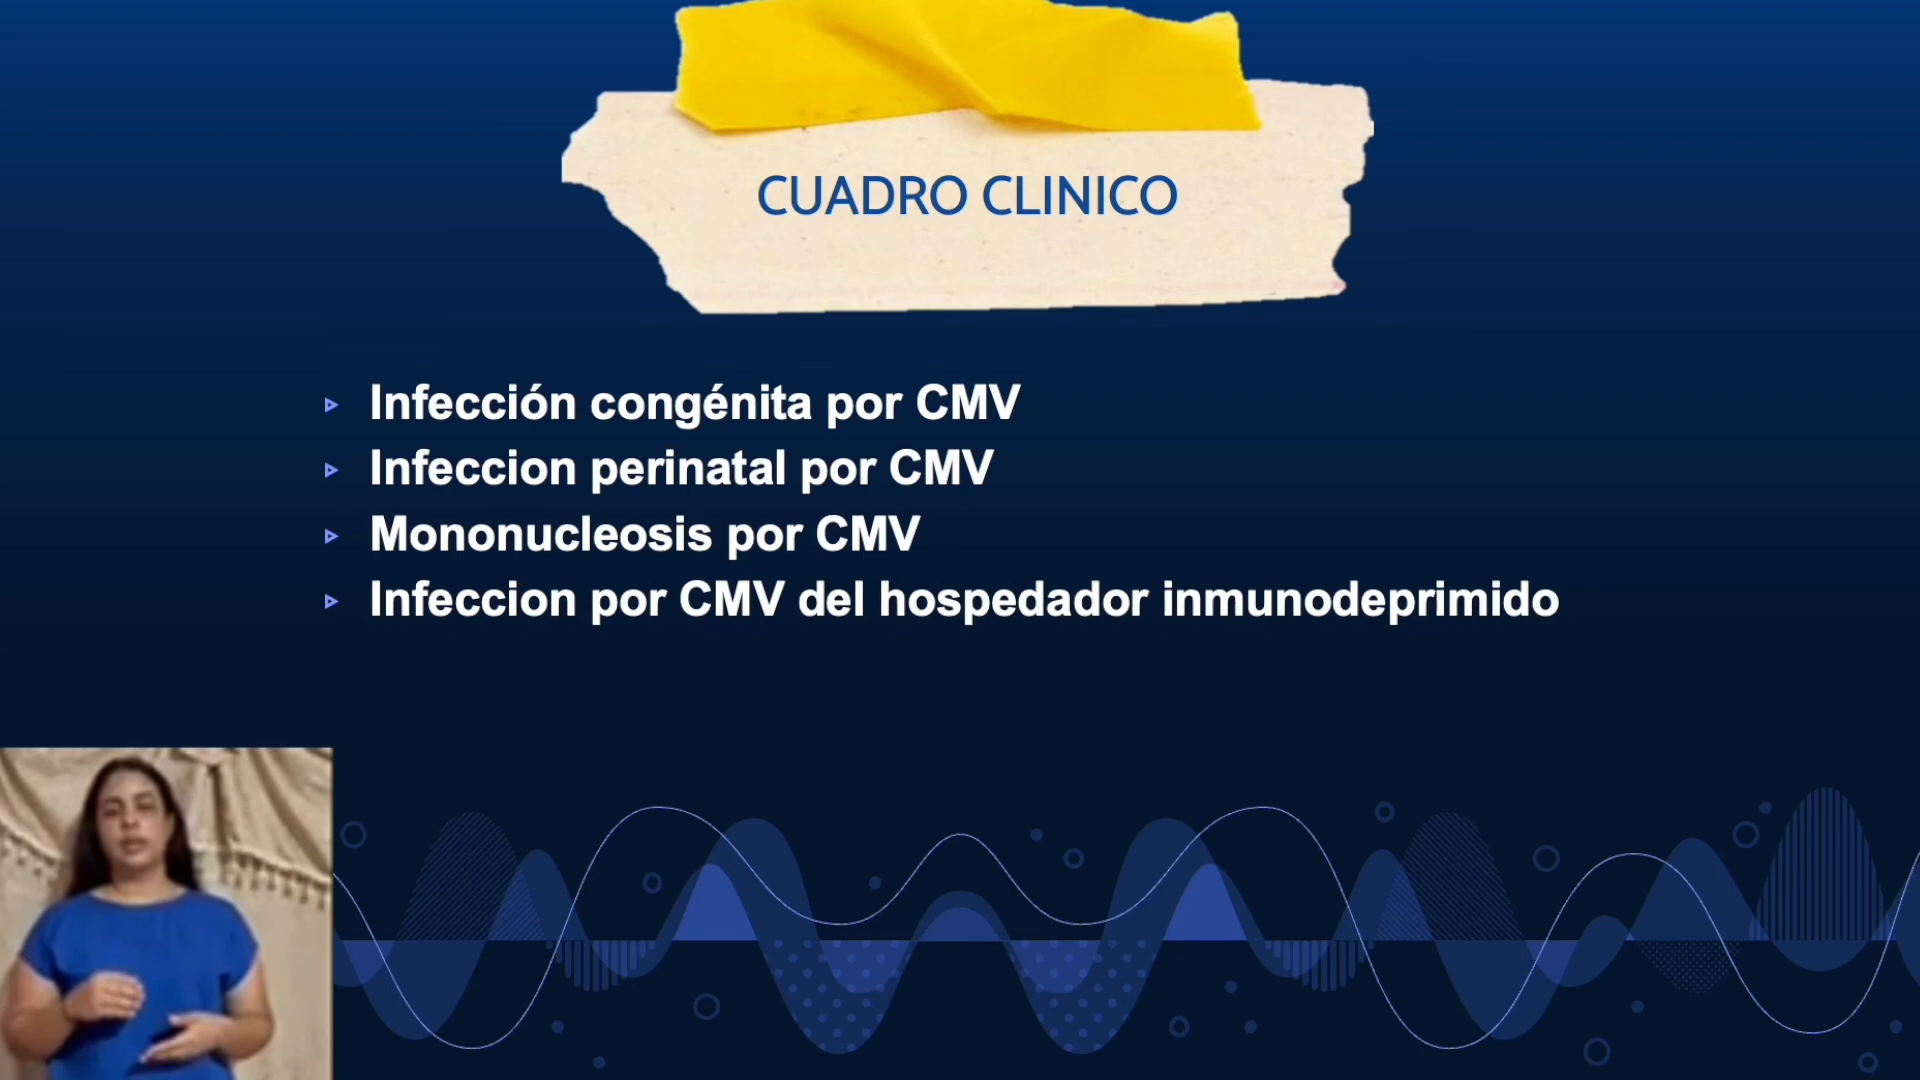 CUADRO CLINICO
Infección congénita por CMV
Infeccion perinatal por CMV
Mononucleosis por CMV
Infeccion por CMV del hospedador inmunodeprimido